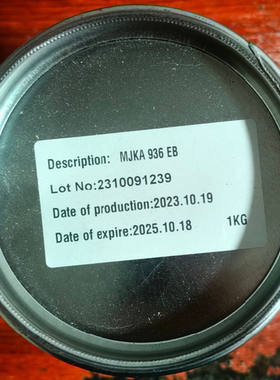 Description: MJKA 936 EB
Lot No:2310091239
Date of production:2023.10.19
Date of expire:2025.10.18 1KG